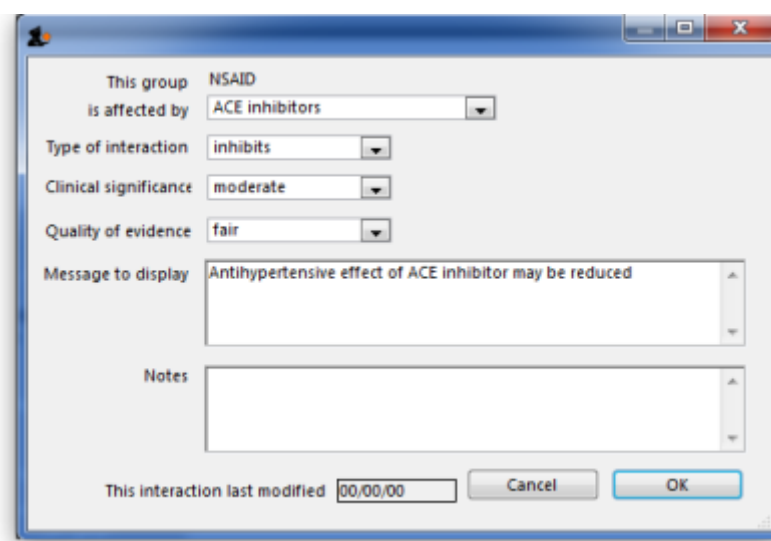 This group NSAID
is affected by ACE inhibitors
Type of interaction inhibits
Clinical significance moderate
Quality of evidence fair
Message to display Antihypertensive effect of ACE inhibitor may be reduced
Notes
This interaction last modified 00/00/00 Cancel OK